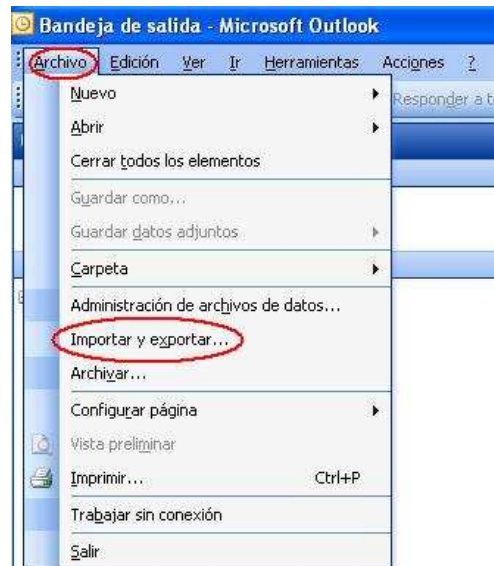 Bandeja de salida - Microsoft Outlook
Archivo Edición Ver Ir Herramientas Acciones ?
Responder a t
Nuevo
Abrir
Cerrar todos los elementos
Guardar como...
Guardar datos adjuntos
Carpeta
Administración de archivos de datos...
Importar y exportar...
Archivar...
Configurar página
Vista preliminar
Imprimir... Ctrl+P
Trabajar sin conexión
Salir